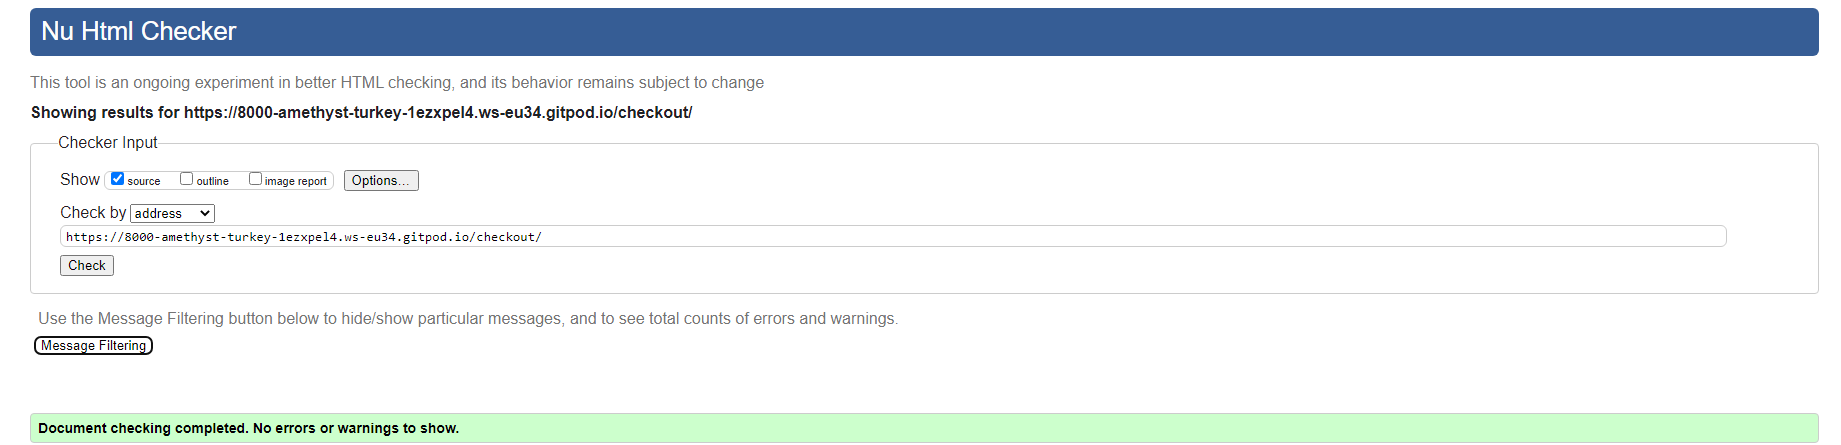 Nu Html Checker
This tool is an ongoing experiment in better HTML checking, and its behavior remains subject to change
Showing results for https://8000-amethyst-turkey-1ezxpel4.ws-eu34.gitpod.io/checkout/
Checker Input
Show source outline image report Options...
Check by address
https://8000-amethyst-turkey-1ezxpel4.ws-eu34.gitpod.io/checkout/
Check
Use the Message Filtering button below to hide/show particular messages, and to see total counts of errors and warnings.
Message Filtering
Document checking completed. No errors or warnings to show.